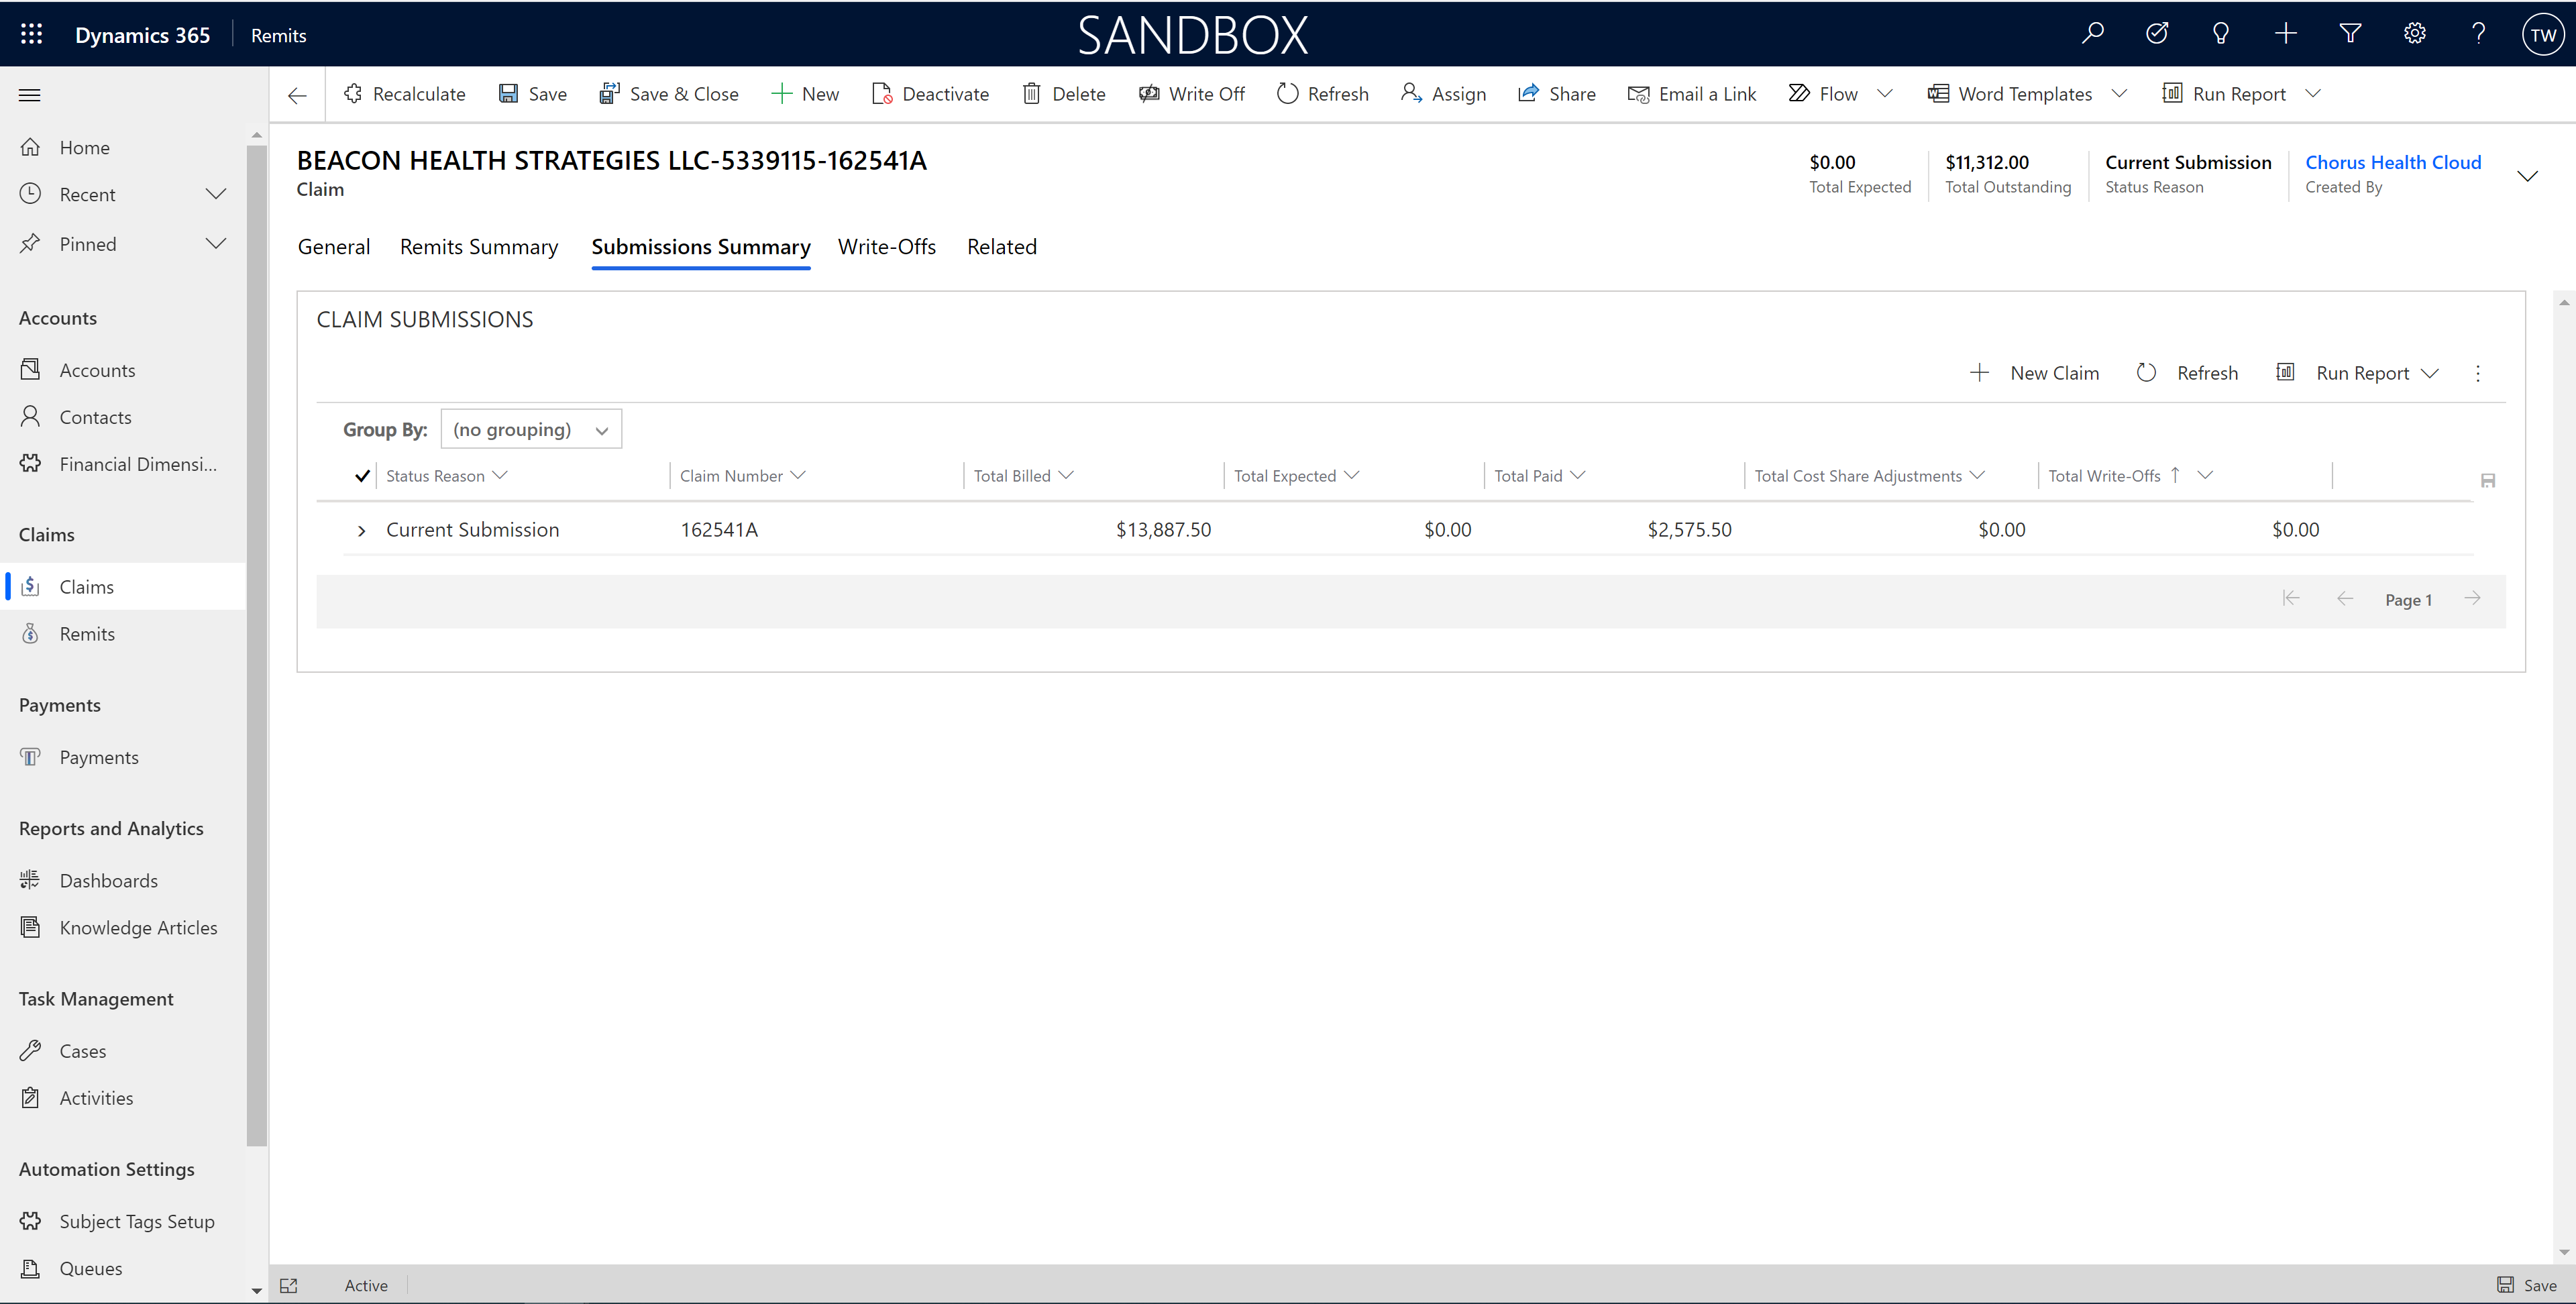 Dynamics 365 Remits SANDBOX TW
Recalculate Save Save & Close New Deactivate Delete Write Off Refresh Assign Share Email a Link Flow Word Templates Run Report
Home
Recent
Pinned
Accounts
Accounts
Contacts
Financial Dimensi...
Claims
Claims
Remits
Payments
Payments
Reports and Analytics
Dashboards
Knowledge Articles
Task Management
Cases
Activities
Automation Settings
Subject Tags Setup
Queues
BEACON HEALTH STRATEGIES LLC-5339115-162541A
Claim
$0.00 $11,312.00 Current Submission Chorus Health Cloud
Total Expected Total Outstanding Status Reason Created By
General Remits Summary Submissions Summary Write-Offs Related
CLAIM SUBMISSIONS
New Claim Refresh Run Report
Group By: (no grouping)
Status Reason Claim Number Total Billed Total Expected Total Paid Total Cost Share Adjustments Total Write-Offs ↑
Current Submission 162541A $13,887.50 $0.00 $2,575.50 $0.00 $0.00
Page 1
Active Save